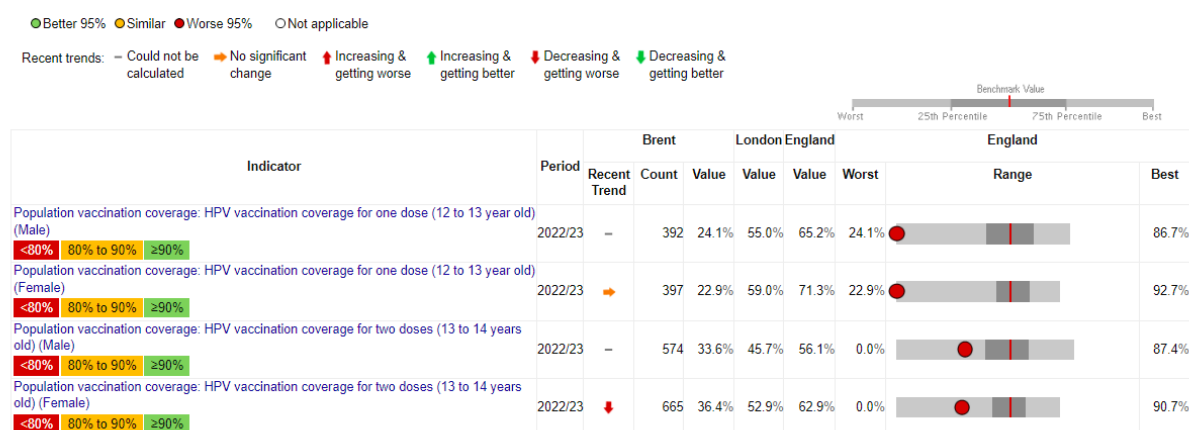 Better 95% Similar Worse 95% Not applicable
Recent trends: – Could not be calculated No significant change Increasing & getting worse Increasing & getting better Decreasing & getting worse Decreasing & getting better
Benchmark Value
Worst 25th Percentile 75th Percentile Best
Indicator Period Brent London England England
Recent Trend Count Value Value Value Worst Range Best
Population vaccination coverage: HPV vaccination coverage for one dose (12 to 13 year old)
(Male)
<80% 80% to 90% ≥90%
2022/23 – 392 24.1% 55.0% 65.2% 24.1% 86.7%
Population vaccination coverage: HPV vaccination coverage for one dose (12 to 13 year old)
(Female)
<80% 80% to 90% ≥90%
2022/23 397 22.9% 59.0% 71.3% 22.9% 92.7%
Population vaccination coverage: HPV vaccination coverage for two doses (13 to 14 years
old) (Male)
<80% 80% to 90% ≥90%
2022/23 – 574 33.6% 45.7% 56.1% 0.0% 87.4%
Population vaccination coverage: HPV vaccination coverage for two doses (13 to 14 years
old) (Female)
<80% 80% to 90% ≥90%
2022/23 665 36.4% 52.9% 62.9% 0.0% 90.7%